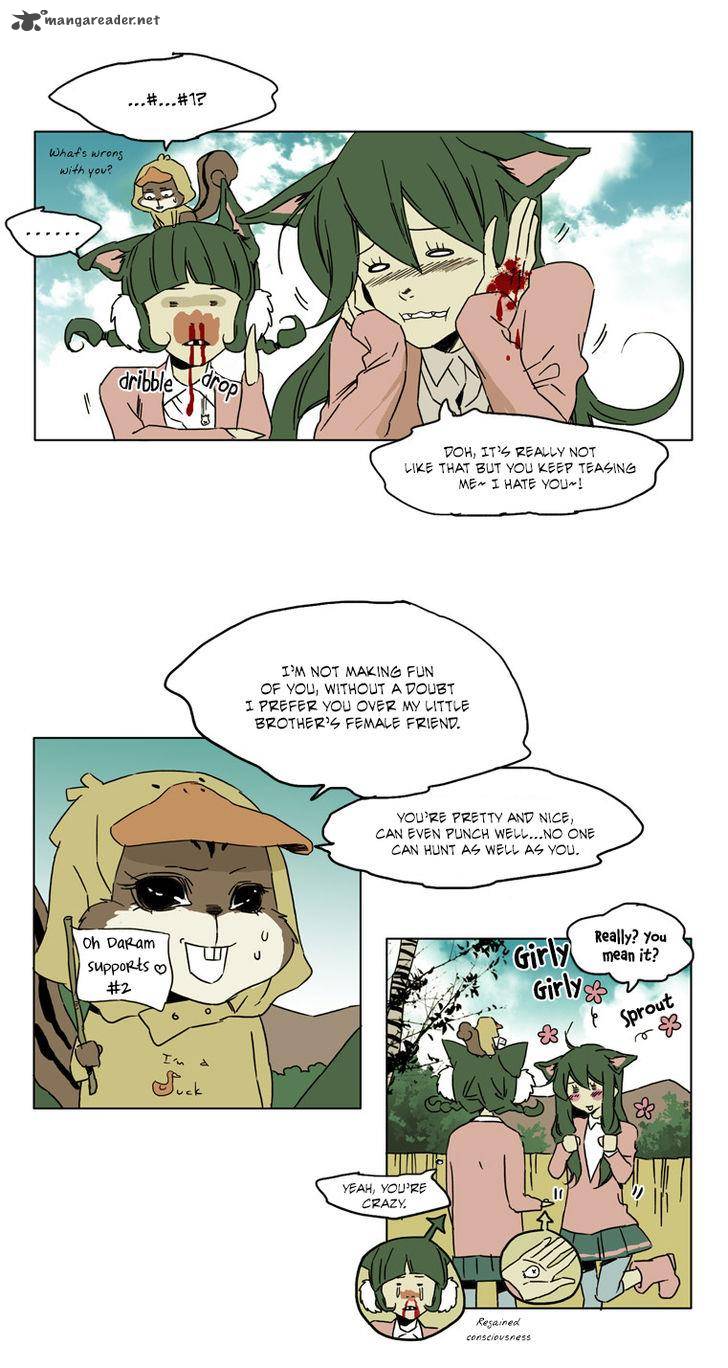 mangareader.net
...#...#1?
What's wrong
with you?
......
dribble drop
DOH, IT'S REALLY NOT
LIKE THAT BUT YOU KEEP TEASING
ME~ I HATE YOU~!
I'M NOT MAKING FUN
OF YOU, WITHOUT A DOUBT
I PREFER YOU OVER MY LITTLE
BROTHER'S FEMALE FRIEND.
YOU'RE PRETTY AND NICE,
CAN EVEN PUNCH WELL...NO ONE
CAN HUNT AS WELL AS YOU.
Oh DaRam
supports ♡
#2
I'm a
Duck
Really? You
mean it?
Girly
Girly
Sprout
YEAH, YOU'RE
CRAZY.
Regained
consciousness